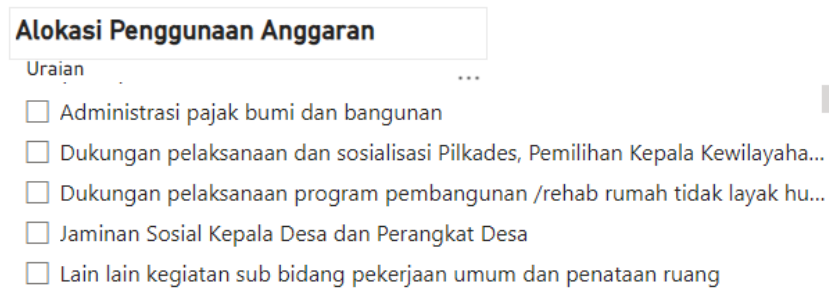 Alokasi Penggunaan Anggaran
Uraian
...
Administrasi pajak bumi dan bangunan
Dukungan pelaksanaan dan sosialisasi Pilkades, Pemilihan Kepala Kewilayaha...
Dukungan pelaksanaan program pembangunan /rehab rumah tidak layak hu...
Jaminan Sosial Kepala Desa dan Perangkat Desa
Lain lain kegiatan sub bidang pekerjaan umum dan penataan ruang